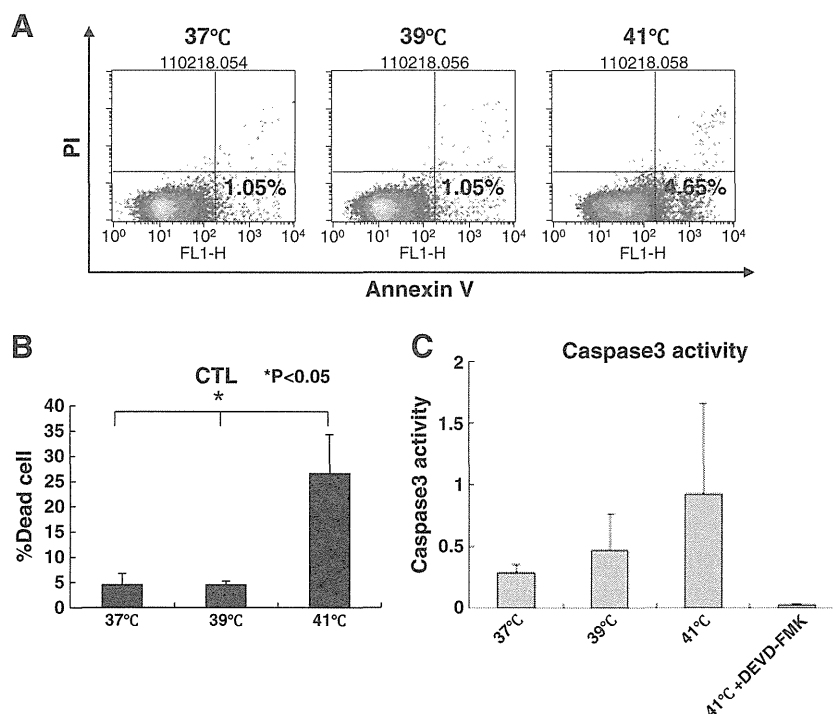 A
37℃ 39℃ 41℃
110218.054 110218.056 110218.058
PI
1.05% 1.05% 4.65%
10⁰ 10¹ 10² 10³ 10⁴ 10⁰ 10¹ 10² 10³ 10⁴ 10⁰ 10¹ 10² 10³ 10⁴
FL1-H FL1-H FL1-H
Annexin V
B
CTL *P<0.05
*
%Dead cell
40
35
30
25
20
15
10
5
0
37℃ 39℃ 41℃
C
Caspase3 activity
Caspase3 activity
2
1.5
1
0.5
0
37℃ 39℃ 41℃ 41℃ +DEVD-FMK